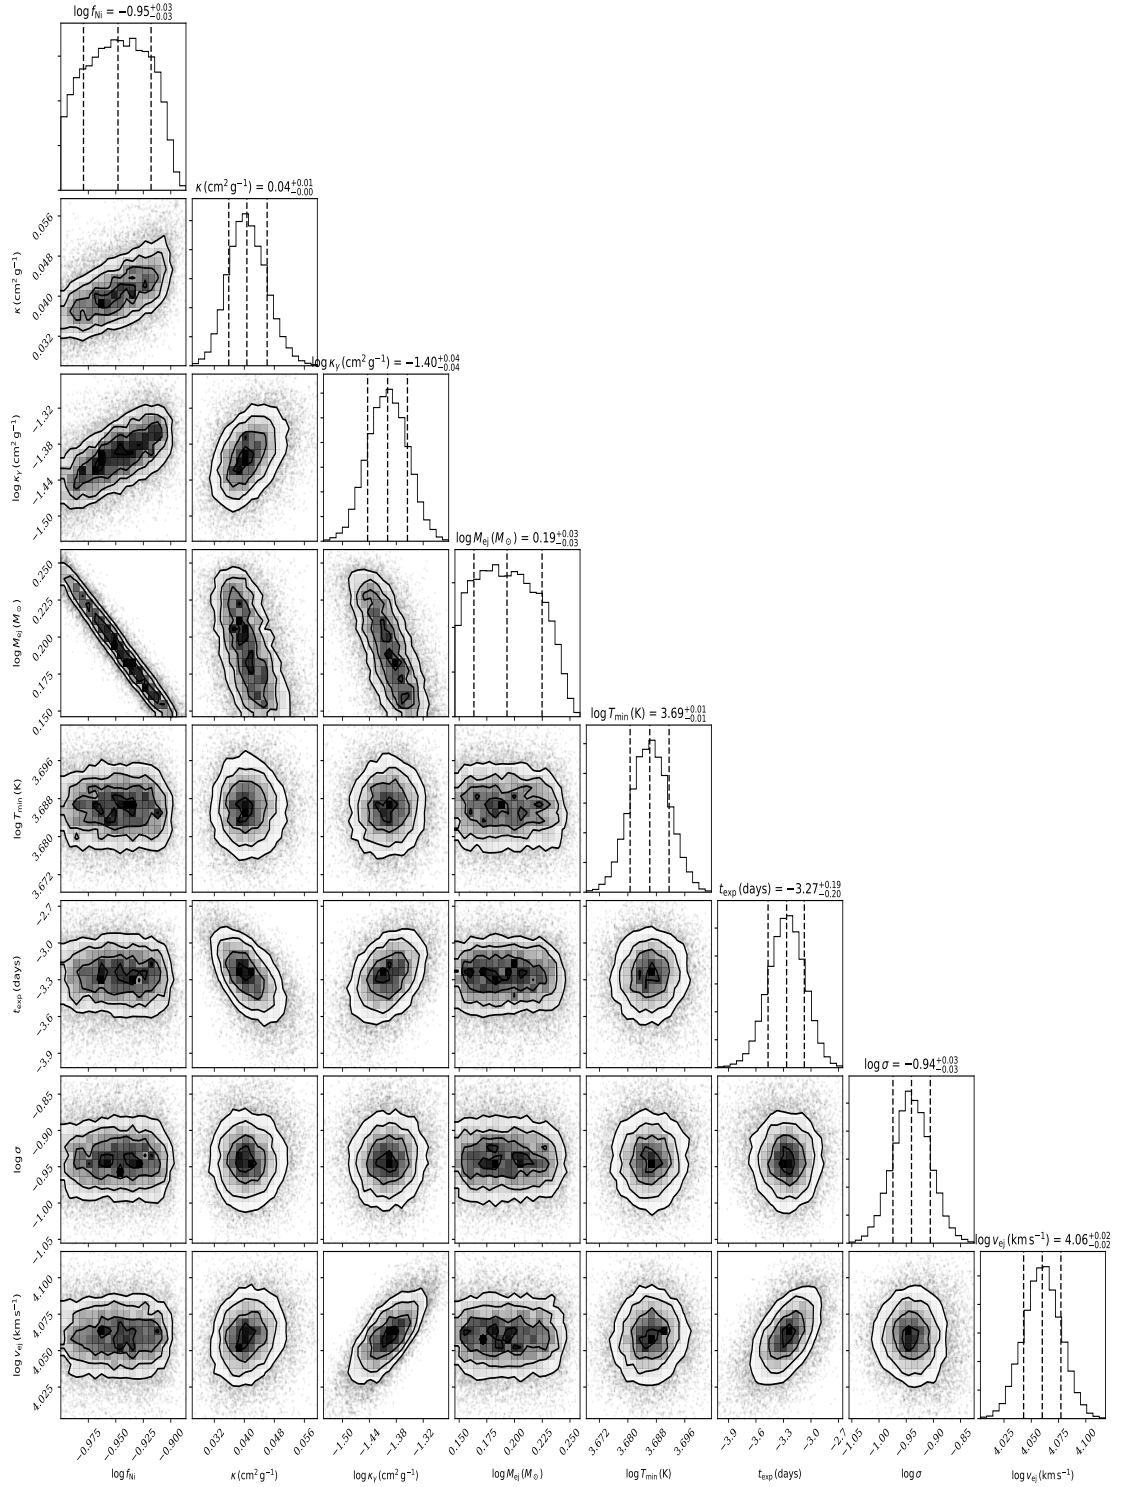 log f_Ni = −0.95^{+0.03}_{−0.03}
κ (cm² g⁻¹) = 0.04^{+0.01}_{−0.00}
0.056
0.048
0.040
0.032
κ (cm² g⁻¹)
log κ_γ (cm² g⁻¹) = −1.40^{+0.04}_{−0.04}
−1.32
−1.38
−1.44
−1.50
log κ_γ (cm² g⁻¹)
log M_ej (M_⊙) = 0.19^{+0.03}_{−0.03}
0.250
0.225
0.200
0.175
0.150
log M_ej (M_⊙)
log T_min (K) = 3.69^{+0.01}_{−0.01}
3.696
3.688
3.680
3.672
log T_min (K)
t_exp (days) = −3.27^{+0.19}_{−0.20}
−2.7
−3.0
−3.3
−3.6
−3.9
t_exp (days)
log σ = −0.94^{+0.03}_{−0.03}
−0.85
−0.90
−0.95
−1.00
−1.05
log σ
log v_ej (km s⁻¹) = 4.06^{+0.02}_{−0.02}
4.100
4.075
4.050
4.025
log v_ej (km s⁻¹)
−0.975 −0.950 −0.925 −0.900 0.032 0.040 0.048 0.056 −1.50 −1.44 −1.38 −1.32 0.150 0.175 0.200 0.225 0.250 3.672 3.680 3.688 3.696 −3.9 −3.6 −3.3 −3.0 −2.7 −1.05 −1.00 −0.95 −0.90 −0.85 4.025 4.050 4.075 4.100
log f_Ni κ (cm² g⁻¹) log κ_γ (cm² g⁻¹) log M_ej (M_⊙) log T_min (K) t_exp (days) log σ log v_ej (km s⁻¹)